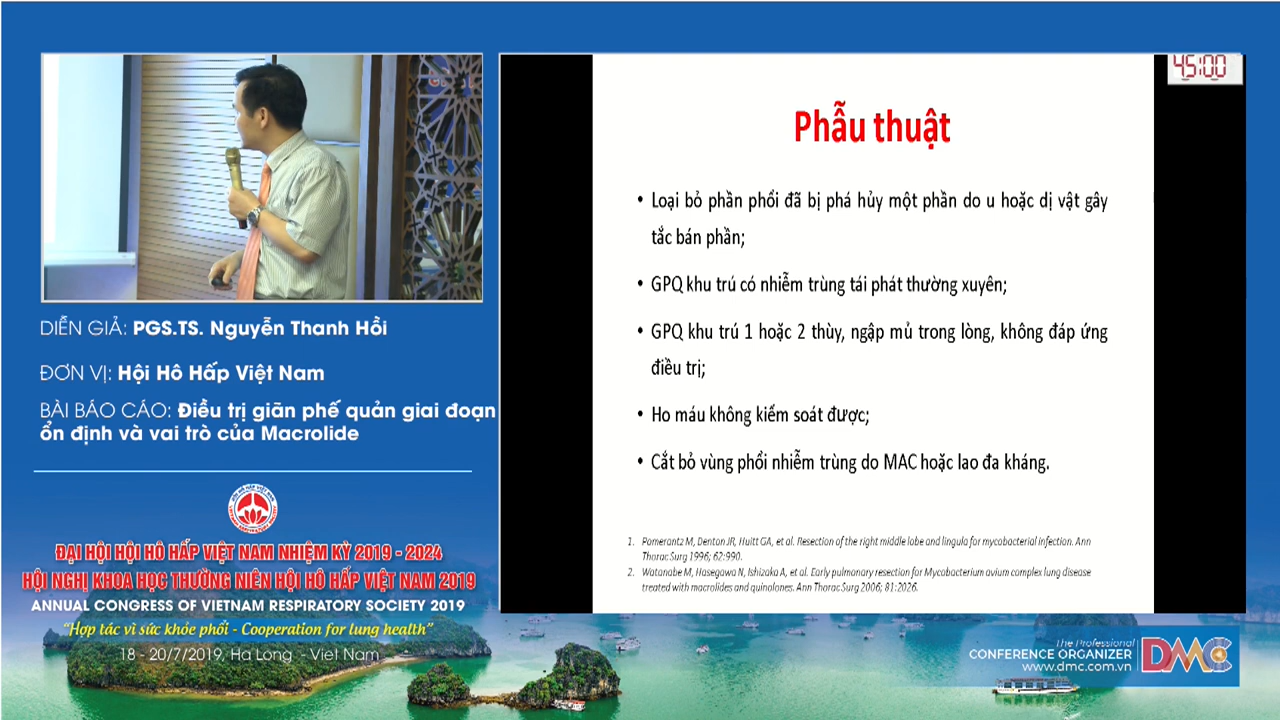 45:00
Phẫu thuật
• Loại bỏ phần phổi đã bị phá hủy một phần do u hoặc dị vật gây
tắc bán phần;
• GPQ khu trú có nhiễm trùng tái phát thường xuyên;
• GPQ khu trú 1 hoặc 2 thùy, ngập mủ trong lòng, không đáp ứng
điều trị;
• Ho máu không kiểm soát được;
• Cắt bỏ vùng phổi nhiễm trùng do MAC hoặc lao đa kháng.
1. Pomerantz M, Denton JR, Huitt GA, et al. Resection of the right middle lobe and lingula for mycobacterial infection. Ann
Thorac Surg 1996; 62:990.
2. Watanabe M, Hasegawa N, Ishizaka A, et al. Early pulmonary resection for Mycobacterium avium complex lung disease
treated with macrolides and quinolones. Ann Thorac Surg 2006; 81:2026.
DIỄN GIẢ: PGS.TS. Nguyễn Thanh Hồi
ĐƠN VỊ: Hội Hô Hấp Việt Nam
BÀI BÁO CÁO: Điều trị giãn phế quản giai đoạn
ổn định và vai trò của Macrolide
ĐẠI HỘI HỘI HÔ HẤP VIỆT NAM NHIỆM KỲ 2019 - 2024
HỘI NGHỊ KHOA HỌC THƯỜNG NIÊN HỘI HÔ HẤP VIỆT NAM 2019
ANNUAL CONGRESS OF VIETNAM RESPIRATORY SOCIETY 2019
"Hợp tác vì sức khỏe phổi - Cooperation for lung health"
18 - 20/7/2019, Ha Long - Viet Nam
The Professional
CONFERENCE ORGANIZER
www.dmc.com.vn
DMC